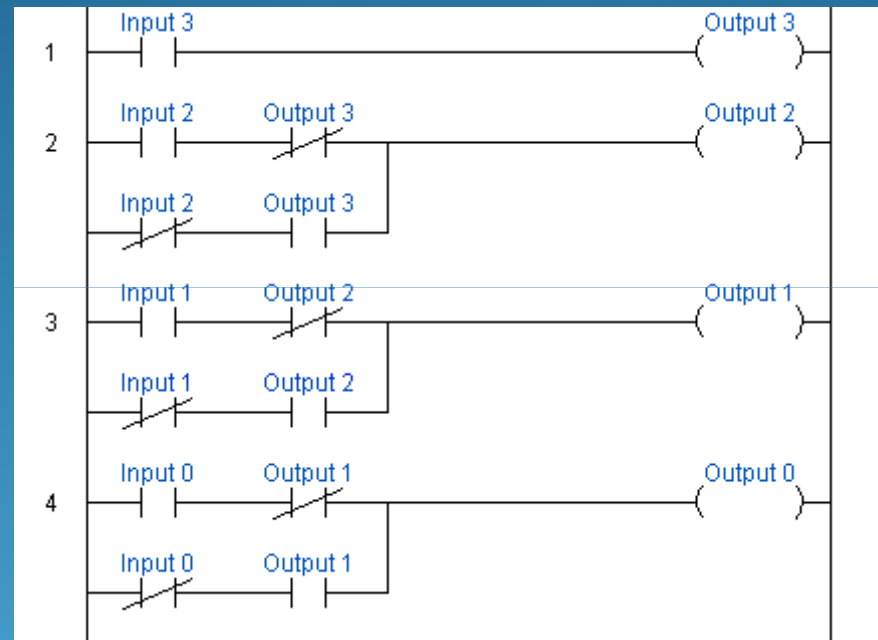 Input 3 Output 3
1
Input 2 Output 3 Output 2
2
Input 2 Output 3
Input 1 Output 2 Output 1
3
Input 1 Output 2
Input 0 Output 1 Output 0
4
Input 0 Output 1